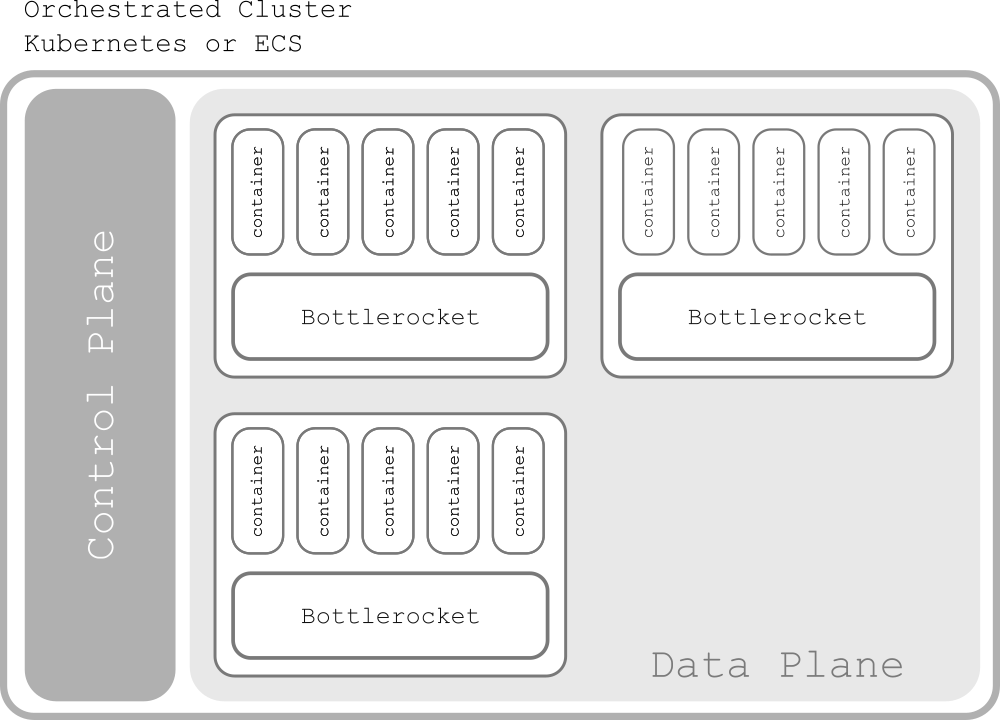 Orchestrated Cluster
Kubernetes or ECS
Control Plane
container
container
container
container
container
Bottlerocket
container
container
container
container
container
Bottlerocket
container
container
container
container
container
Bottlerocket
Data Plane